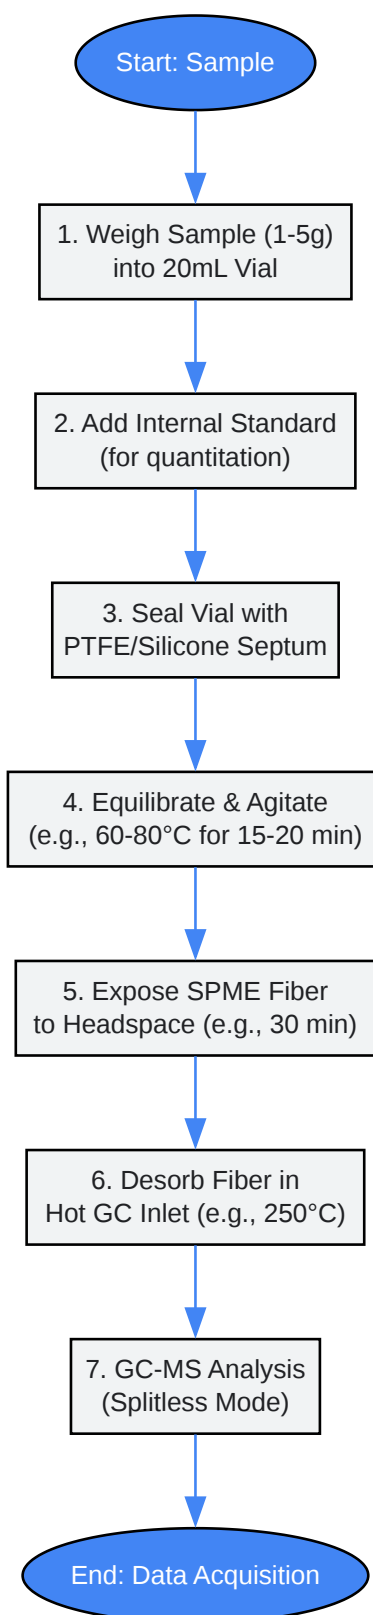 Start: Sample
1. Weigh Sample (1-5g)
into 20mL Vial
2. Add Internal Standard
(for quantitation)
3. Seal Vial with
PTFE/Silicone Septum
4. Equilibrate & Agitate
(e.g., 60-80°C for 15-20 min)
5. Expose SPME Fiber
to Headspace (e.g., 30 min)
6. Desorb Fiber in
Hot GC Inlet (e.g., 250°C)
7. GC-MS Analysis
(Splitless Mode)
End: Data Acquisition